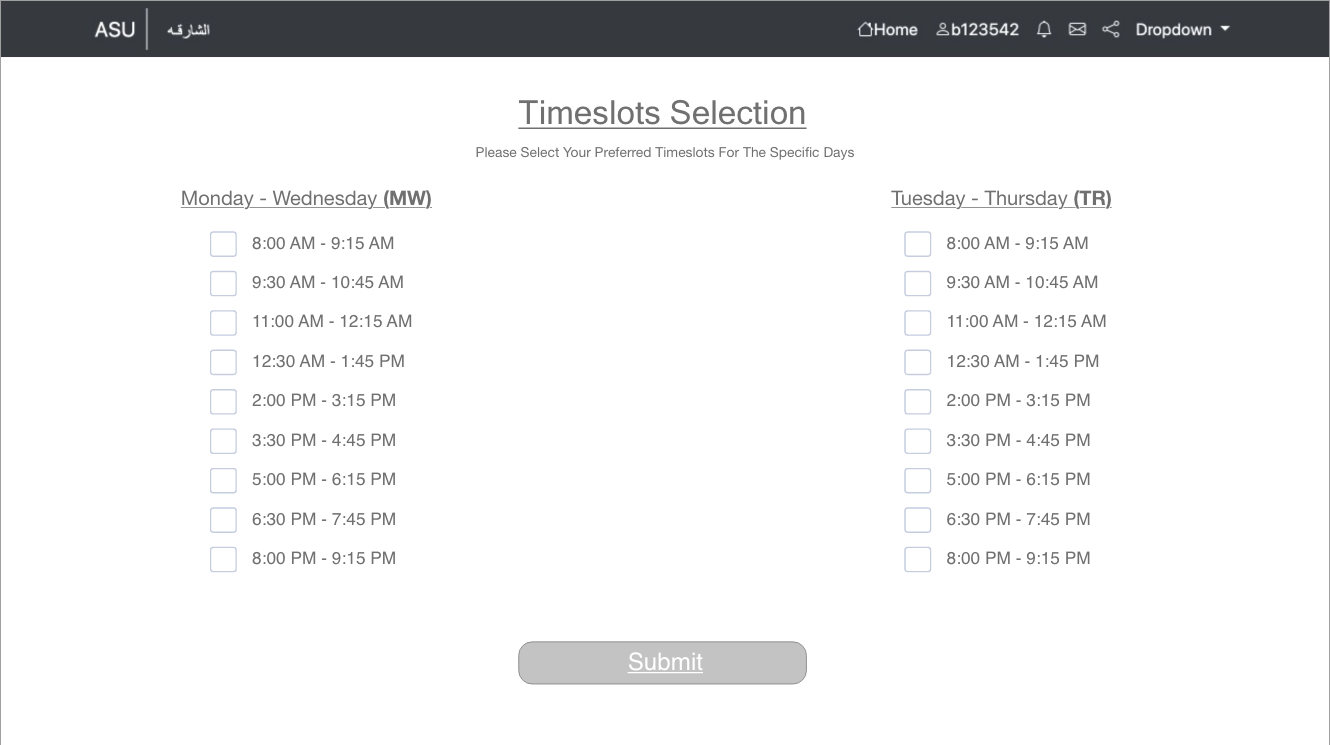 ASU الشارقه Home b123542 Dropdown
Timeslots Selection
Please Select Your Preferred Timeslots For The Specific Days
Monday - Wednesday (MW)
8:00 AM - 9:15 AM
9:30 AM - 10:45 AM
11:00 AM - 12:15 AM
12:30 AM - 1:45 PM
2:00 PM - 3:15 PM
3:30 PM - 4:45 PM
5:00 PM - 6:15 PM
6:30 PM - 7:45 PM
8:00 PM - 9:15 PM
Tuesday - Thursday (TR)
8:00 AM - 9:15 AM
9:30 AM - 10:45 AM
11:00 AM - 12:15 AM
12:30 AM - 1:45 PM
2:00 PM - 3:15 PM
3:30 PM - 4:45 PM
5:00 PM - 6:15 PM
6:30 PM - 7:45 PM
8:00 PM - 9:15 PM
Submit